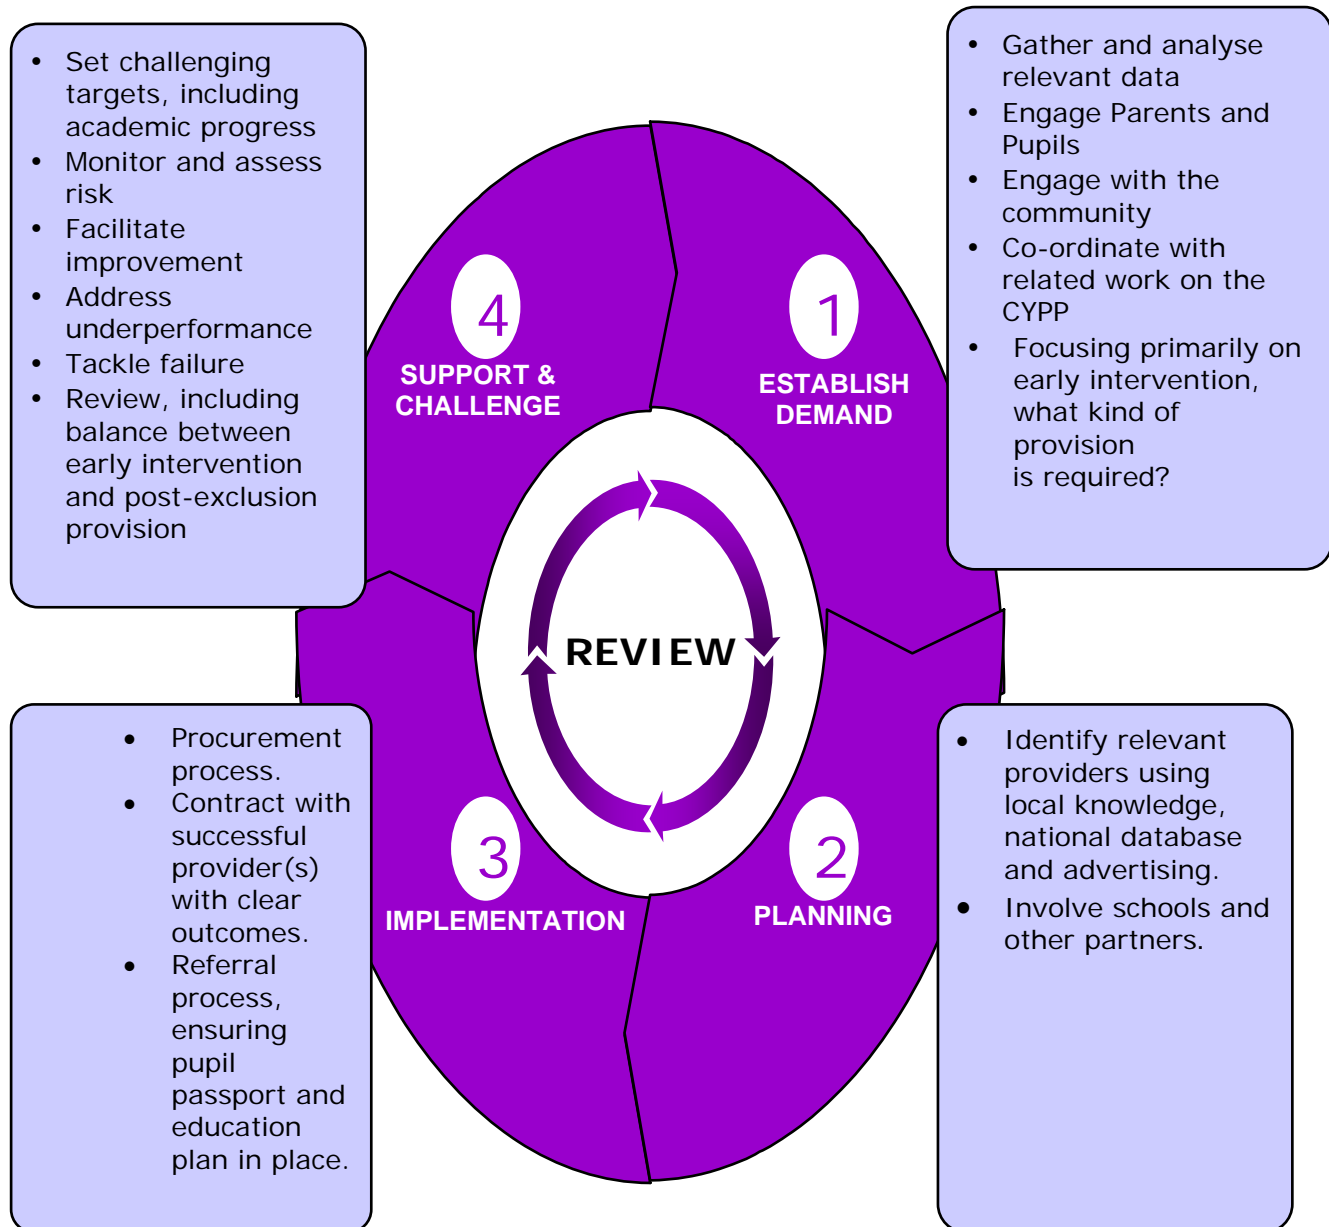 • Set challenging
targets, including
academic progress
• Monitor and assess
risk
• Facilitate
improvement
• Address
underperformance
• Tackle failure
• Review, including
balance between
early intervention
and post-exclusion
provision
• Gather and analyse
relevant data
• Engage Parents and
Pupils
• Engage with the
community
• Co-ordinate with
related work on the
CYPP
• Focusing primarily on
early intervention,
what kind of
provision
is required?
4
SUPPORT &
CHALLENGE
1
ESTABLISH
DEMAND
REVIEW
3
IMPLEMENTATION
2
PLANNING
• Procurement
process.
• Contract with
successful
provider(s)
with clear
outcomes.
• Referral
process,
ensuring
pupil
passport and
education
plan in place.
• Identify relevant
providers using
local knowledge,
national database
and advertising.
• Involve schools and
other partners.